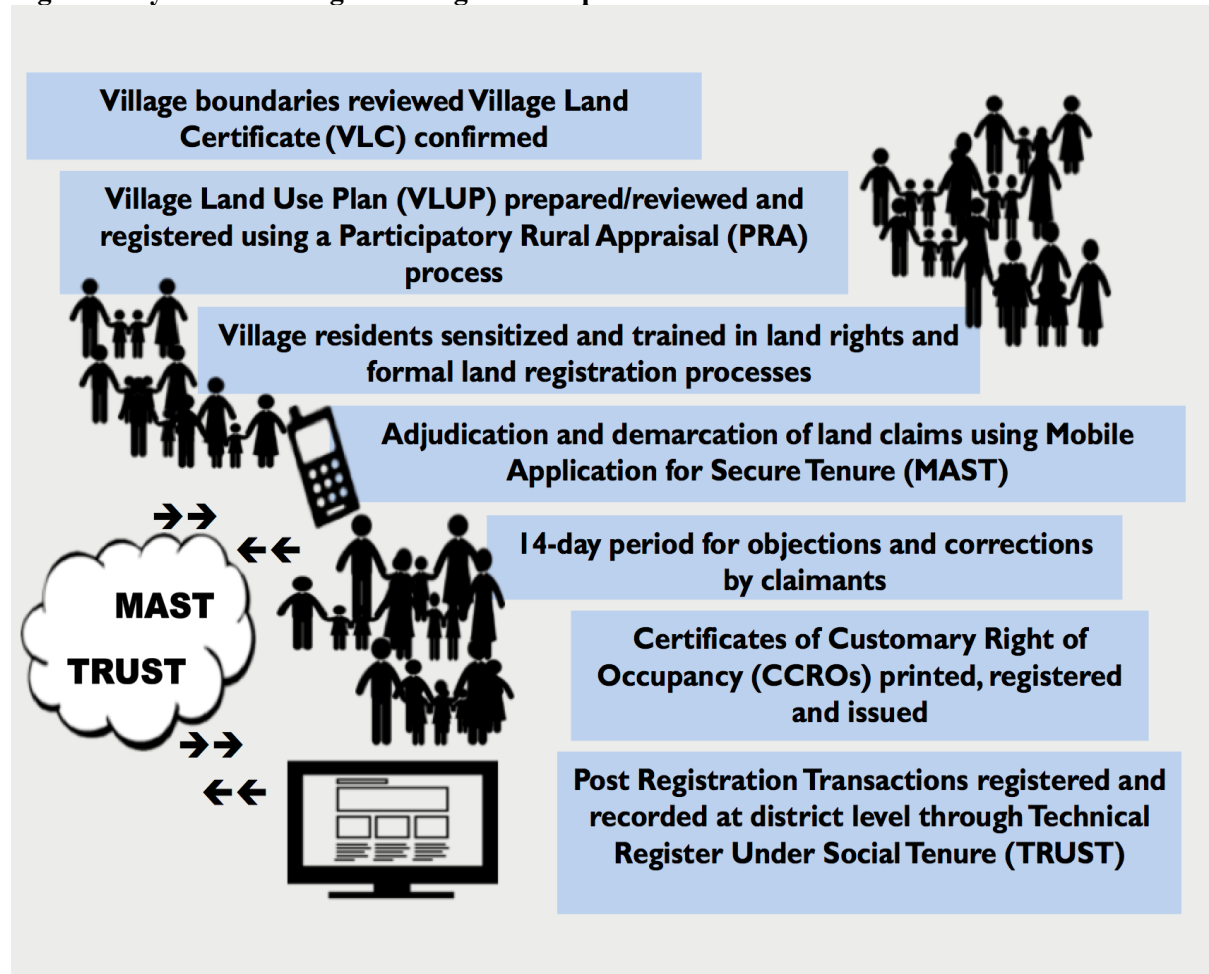 Village boundaries reviewed Village Land
Certificate (VLC) confirmed
Village Land Use Plan (VLUP) prepared/reviewed and
registered using a Participatory Rural Appraisal (PRA)
process
Village residents sensitized and trained in land rights and
formal land registration processes
Adjudication and demarcation of land claims using Mobile
Application for Secure Tenure (MAST)
14-day period for objections and corrections
by claimants
MAST
TRUST
Certificates of Customary Right of
Occupancy (CCROs) printed, registered
and issued
Post Registration Transactions registered and
recorded at district level through Technical
Register Under Social Tenure (TRUST)